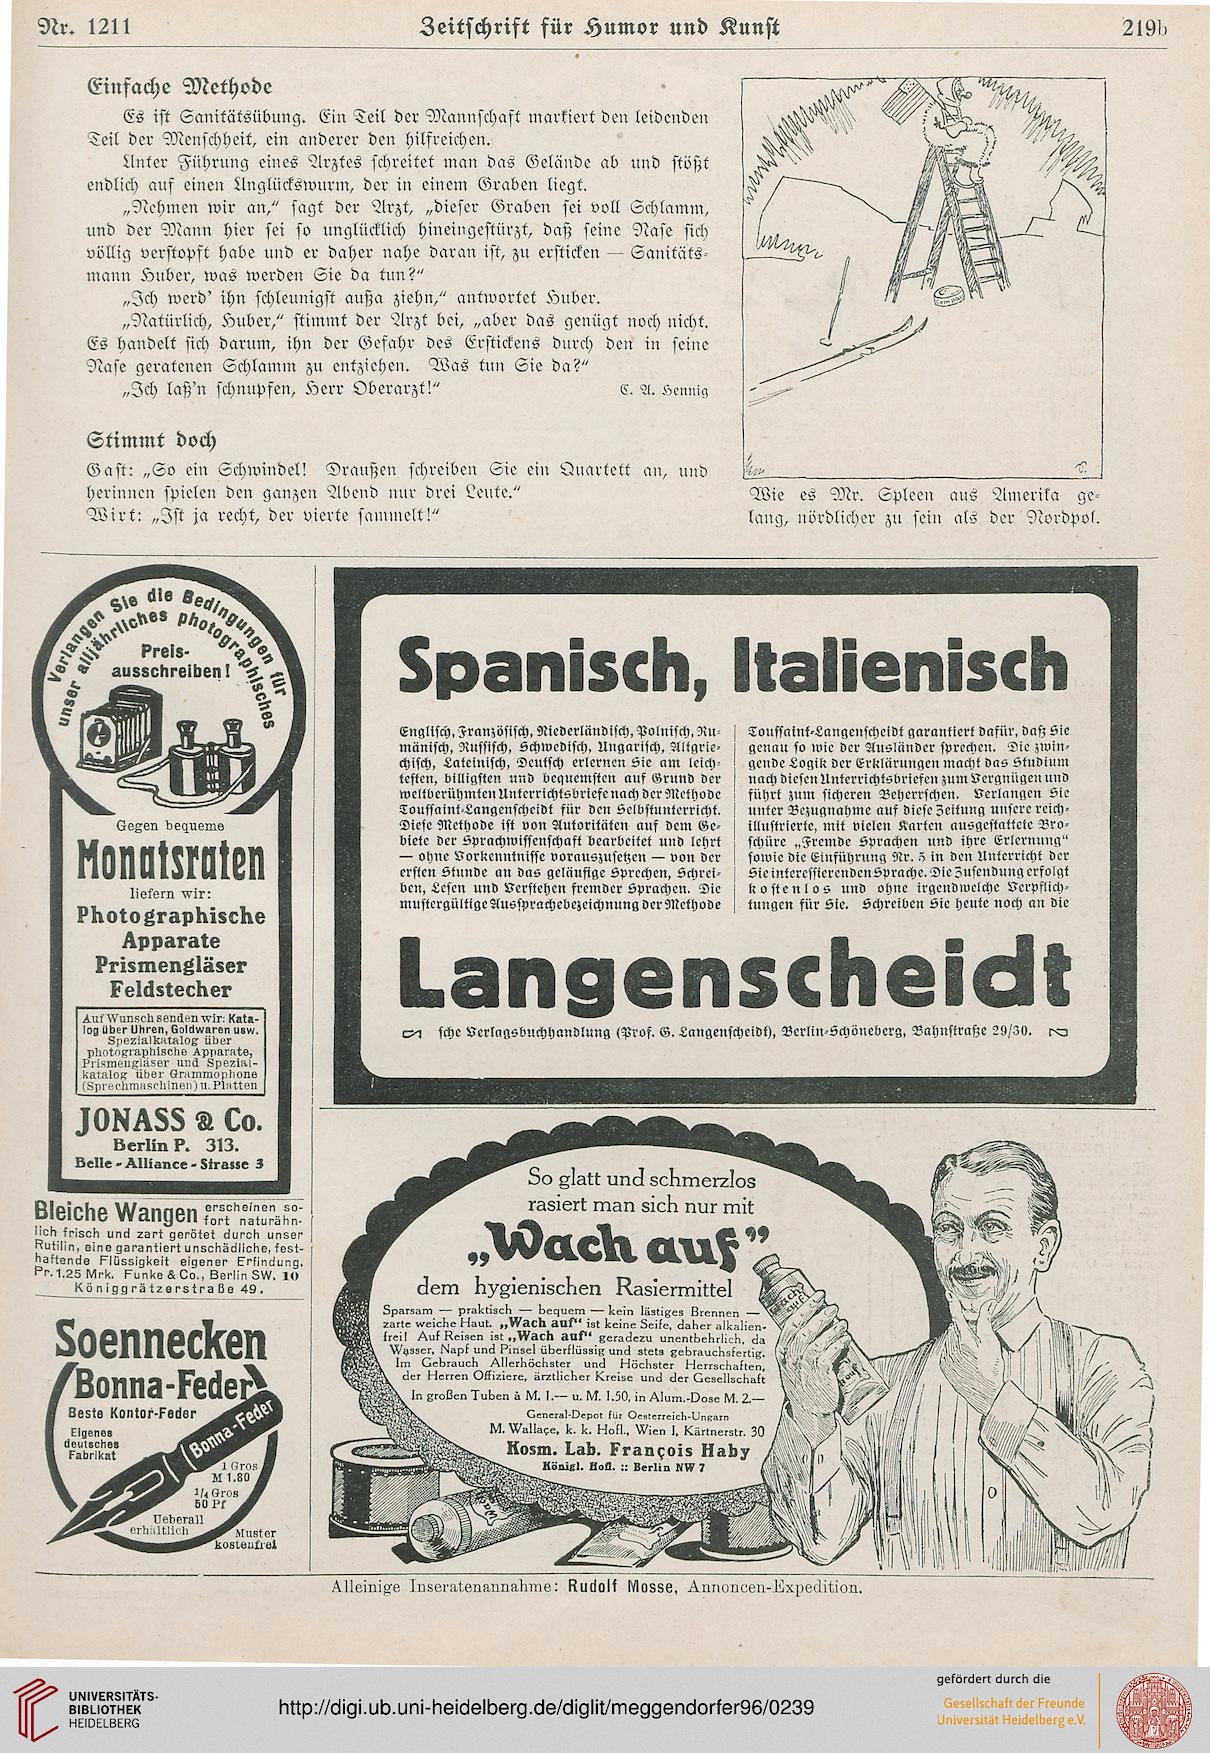 Nr. 1211
Zeitschrift für Humor und Kunst
219b
Einfache Methode
Es ist Sanitätsübung. Ein Teil der Mannschaft markiert den leidenden
Teil der Menschheit, ein anderer den hilfreichen.
Unter Führung eines Arztes schreitet man das Gelände ab und stößt
endlich auf einen Unglückswurm, der in einem Graben liegt.
„Nehmen wir an,“ sagt der Arzt, „dieser Graben sei voll Schlamm,
und der Mann hier sei so unglücklich hineingestürzt, daß seine Nase sich
völlig verstopft habe und er daher nahe daran ist, zu ersticken — Sanitäts-
mann Huber, was werden Sie da tun?“
„Ich werd’ ihn schleunigst außa ziehn,“ antwortet Huber.
„Natürlich, Huber,“ stimmt der Arzt bei, „aber das genügt noch nicht.
Es handelt sich darum, ihn der Gefahr des Erstickens durch den in seine
Nase geratenen Schlamm zu entziehen. Was tun Sie da?“
„Ich laß’n schnupfen, Herr Oberarzt!“
C. A. Hennig
Stimmt doch
Gast: „So ein Schwindel! Draußen schreiben Sie ein Quartett an, und
herinnen spielen den ganzen Abend nur drei Leute.“
Wirt: „Ist ja recht, der vierte sammelt!“
Wie es Mr. Spleen aus Amerika ge-
lang, nördlicher zu sein als der Nordpol.
Verlangen Sie die Bedingungen für
unser alljährliches photographisches
Preis-
ausschreiben!
Gegen bequeme
Monatsraten
liefern wir:
Photographische
Apparate
Prismengläser
Feldstecher
Auf Wunsch senden wir: Kata-
log über Uhren, Goldwaren usw.
Spezialkatalog über
photographische Apparate,
Prismengläser und Spezial-
katalog über Grammophone
(Sprechmaschinen) u. Platten
JONASS & Co.
Berlin P. 313.
Belle-Alliance-Strasse 3
Bleiche Wangen erscheinen so-
fort naturähn-
lich frisch und zart gerötet durch unser
Rutilin, eine garantiert unschädliche, fest-
haftende Flüssigkeit eigener Erfindung.
Pr. 1.25 Mrk. Funke & Co., Berlin SW. 10
Königgrätzerstraße 49.
Soennecken
Bonna-Feder
Beste Kontor-Feder
Eigenes
deutsches
Fabrikat
Bonna-Feder
1 Gros
M 1.80
1/4 Gros
50 Pf
Ueberall
erhältlich
Muster
kostenfrei
Spanisch, Italienisch
Englisch, Französisch, Niederländisch, Polnisch, Ru-
mänisch, Russisch, Schwedisch, Ungarisch, Altgrie-
chisch, Lateinisch, Deutsch erlernen Sie am leich-
testen, billigsten und bequemsten auf Grund der
weltberühmten Unterrichtsbriefe nach der Methode
Toussaint-Langenscheidt für den Selbstunterricht.
Diese Methode ist von Autoritäten auf dem Ge-
biete der Sprachwissenschaft bearbeitet und lehrt
— ohne Vorkenntnisse vorauszusetzen — von der
ersten Stunde an das geläufige Sprechen, Schrei-
ben, Lesen und Verstehen fremder Sprachen. Die
mustergültige Aussprachebezeichnung der Methode
Toussaint-Langenscheidt garantiert dafür, daß Sie
genau so wie der Ausländer sprechen. Die zwin-
gende Logik der Erklärungen macht das Studium
nach diesen Unterrichtsbriefen zum Vergnügen und
führt zum sicheren Beherrschen. Verlangen Sie
unter Bezugnahme auf diese Zeitung unsere reich-
illustrierte, mit vielen Karten ausgestattete Bro-
schüre „Fremde Sprachen und ihre Erlernung“
sowie die Einführung Nr. 5 in den Unterricht der
Sie interessierenden Sprache. Die Zusendung erfolgt
kostenlos und ohne irgendwelche Verpflich-
tungen für Sie. Schreiben Sie heute noch an die
Langenscheidt
sche Verlagsbuchhandlung (Prof. G. Langenscheidt), Berlin-Schöneberg, Bahnstraße 29/30.
So glatt und schmerzlos
rasiert man sich nur mit
„Wach auf”
dem hygienischen Rasiermittel
Sparsam — praktisch — bequem — kein lästiges Brennen —
zarte weiche Haut. „Wach auf“ ist keine Seife, daher alkalien-
frei! Auf Reisen ist „Wach auf“ geradezu unentbehrlich, da
Wasser, Napf und Pinsel überflüssig und stets gebrauchsfertig.
Im Gebrauch Allerhöchster und Höchster Herrschaften,
der Herren Offiziere, ärztlicher Kreise und der Gesellschaft
In großen Tuben à M. 1.— u. M. 1.50, in Alum.-Dose M. 2.—
General-Depot für Oesterreich-Ungarn
M. Wallace, k. k. Hofl., Wien I, Kärtnerstr. 30
Kosm. Lab. François Haby
Königl. Hofl. :: Berlin NW 7
Alleinige Inseratenannahme: Rudolf Mosse, Annoncen-Expedition.
UNIVERSITÄTS-
BIBLIOTHEK
HEIDELBERG
http://digi.ub.uni-heidelberg.de/diglit/meggendorfer96/0239
gefördert durch die
Gesellschaft der Freunde
Universität Heidelberg e.V.